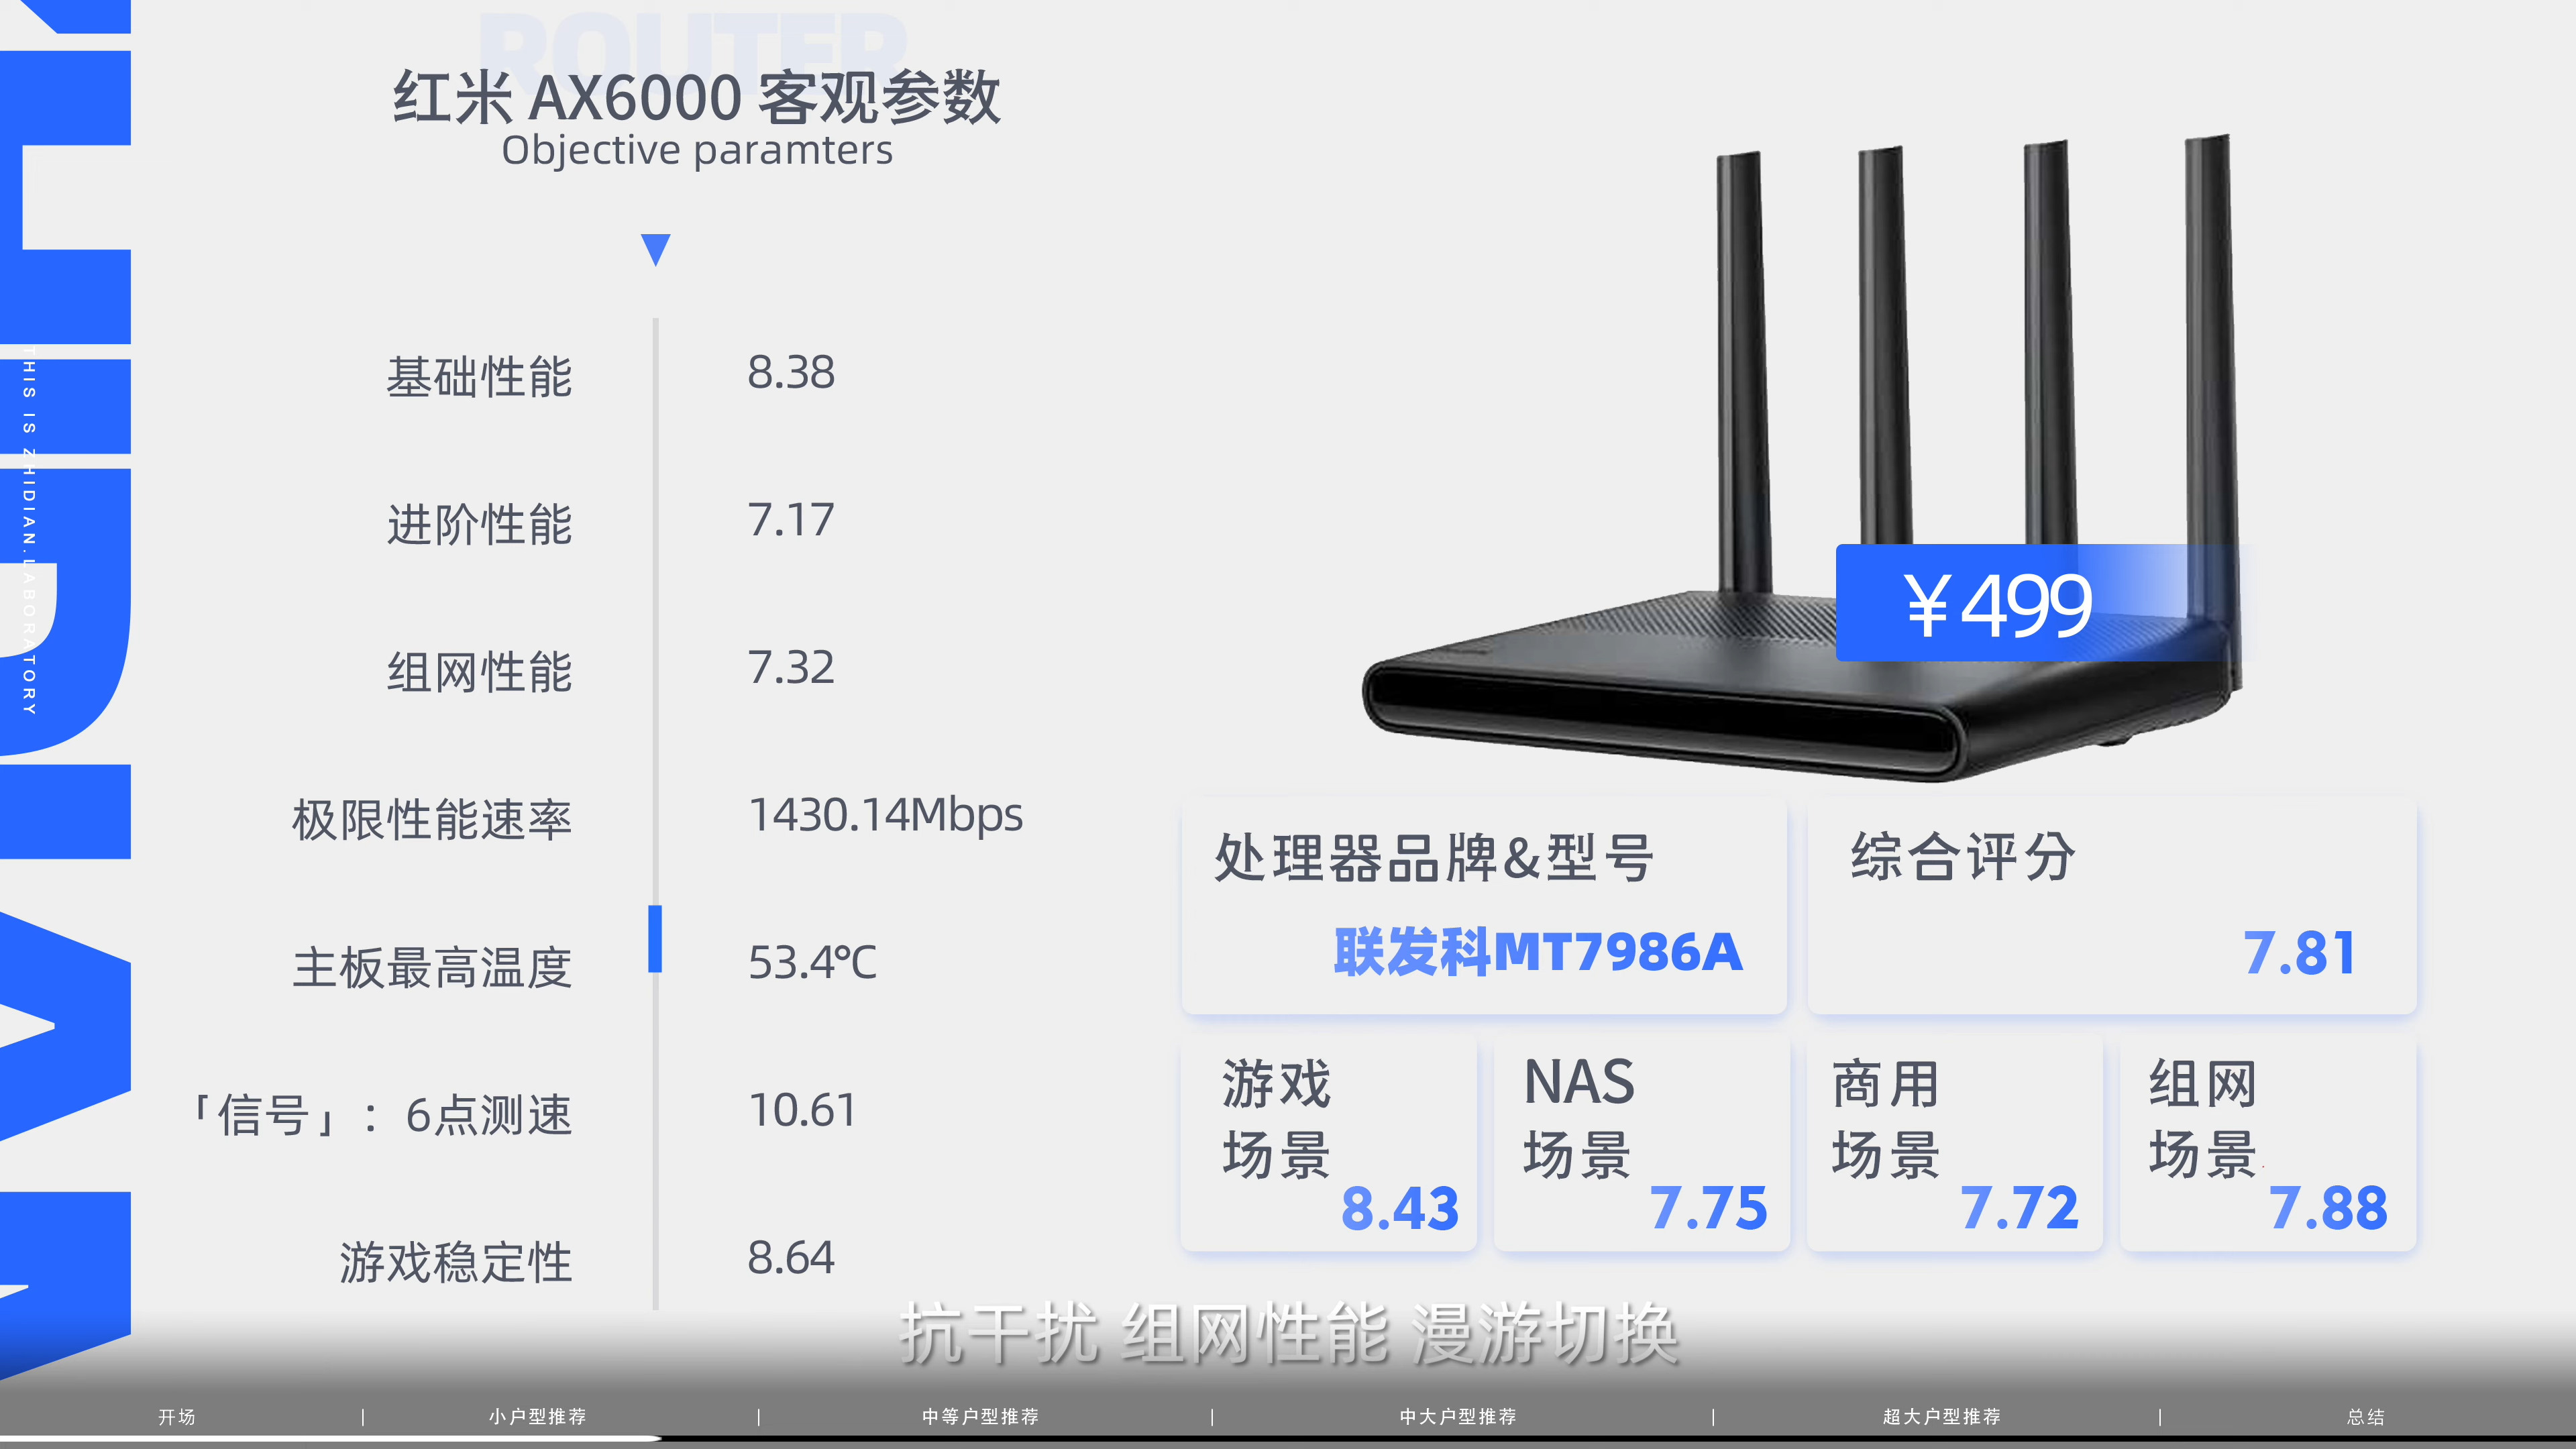 ROUTER
红米 AX6000 客观参数
Objective paramters
THIS IS ZHIDIAN.LABORATORY
基础性能 8.38
进阶性能 7.17
组网性能 7.32
极限性能速率 1430.14Mbps
主板最高温度 53.4℃
「信号」：6点测速 10.61
游戏稳定性 8.64
￥499
处理器品牌&型号
联发科MT7986A
综合评分
7.81
游戏
场景
8.43
NAS
场景
7.75
商用
场景
7.72
组网
场景
7.88
抗干扰 组网性能 漫游切换
开场 | 小户型推荐 | 中等户型推荐 | 中大户型推荐 | 超大户型推荐 | 总结